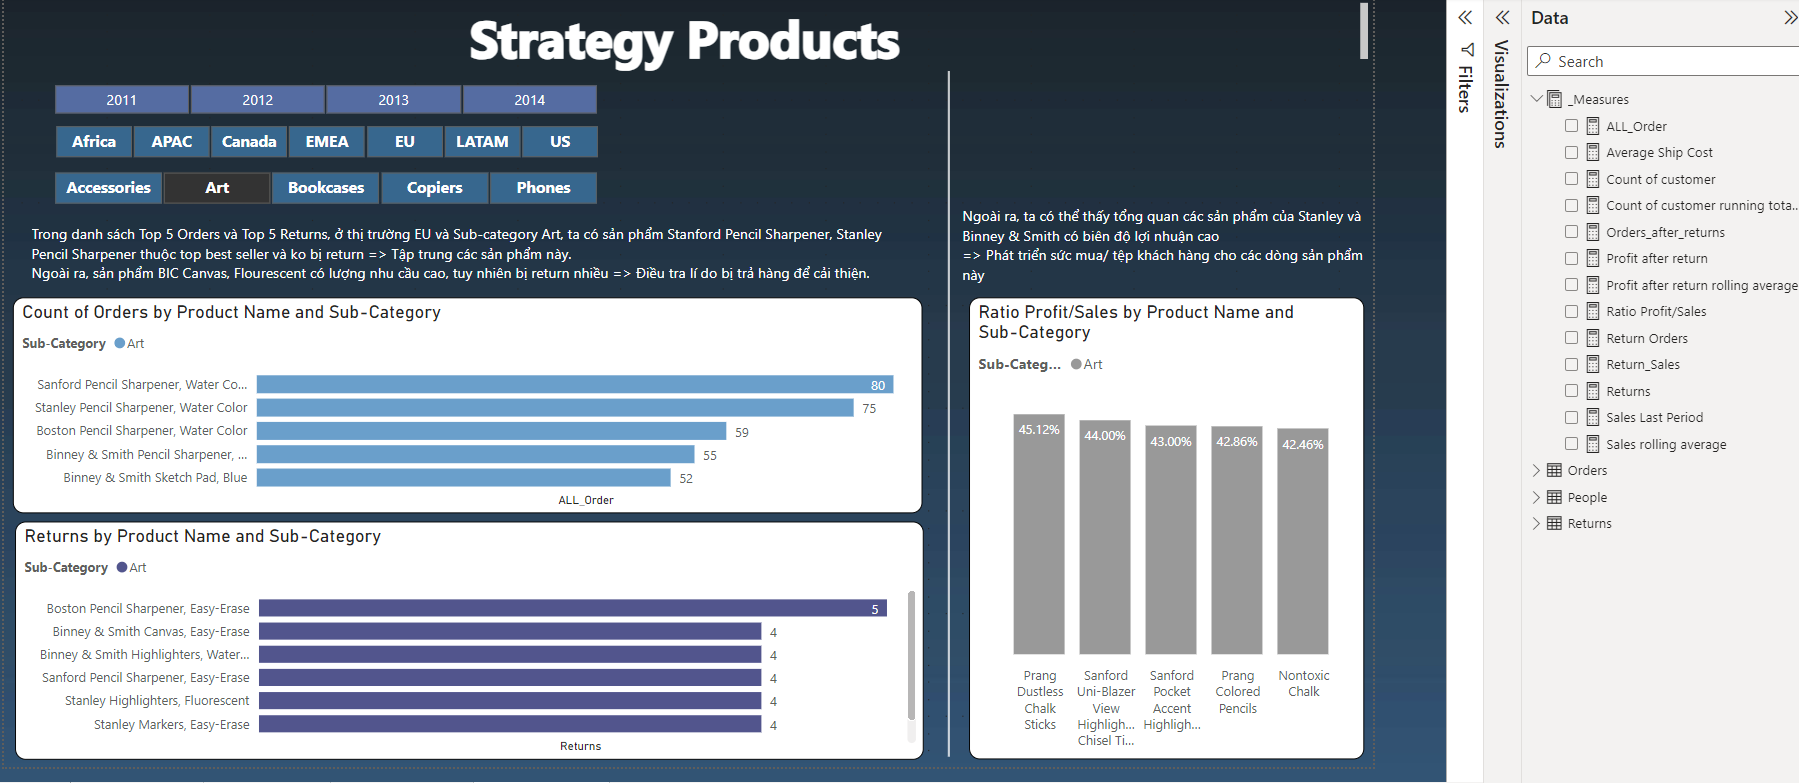 Strategy Products
2011 2012 2013 2014
Africa APAC Canada EMEA EU LATAM US
Accessories Art Bookcases Copiers Phones
Trong danh sách Top 5 Orders và Top 5 Returns, ở thị trường EU và Sub-category Art, ta có sản phẩm Stanford Pencil Sharpener, Stanley
Pencil Sharpener thuộc top best seller và ko bị return => Tập trung các sản phẩm này.
Ngoài ra, sản phẩm BIC Canvas, Flourescent có lượng nhu cầu cao, tuy nhiên bị return nhiều => Điều tra lí do bị trả hàng để cải thiện.
Count of Orders by Product Name and Sub-Category
Sub-Category Art
Sanford Pencil Sharpener, Water Co... 80
Stanley Pencil Sharpener, Water Color 75
Boston Pencil Sharpener, Water Color 59
Binney & Smith Pencil Sharpener, ... 55
Binney & Smith Sketch Pad, Blue 52
ALL_Order
Returns by Product Name and Sub-Category
Sub-Category Art
Boston Pencil Sharpener, Easy-Erase 5
Binney & Smith Canvas, Easy-Erase 4
Binney & Smith Highlighters, Water... 4
Sanford Pencil Sharpener, Easy-Erase 4
Stanley Highlighters, Fluorescent 4
Stanley Markers, Easy-Erase 4
Returns
Ngoài ra, ta có thể thấy tổng quan các sản phẩm của Stanley và
Binney & Smith có biên độ lợi nhuận cao
=> Phát triển sức mua/ tệp khách hàng cho các dòng sản phẩm
này
Ratio Profit/Sales by Product Name and
Sub-Category
Sub-Categ... Art
45.12% 44.00% 43.00% 42.86% 42.46%
Prang Dustless Chalk Sticks
Sanford Uni-Blazer View Highligh... Chisel Ti...
Sanford Pocket Accent Highligh...
Prang Colored Pencils
Nontoxic Chalk
Filters
Visualizations
Data
Search
_Measures
ALL_Order
Average Ship Cost
Count of customer
Count of customer running tota...
Orders_after_returns
Profit after return
Profit after return rolling average
Ratio Profit/Sales
Return Orders
Return_Sales
Returns
Sales Last Period
Sales rolling average
Orders
People
Returns